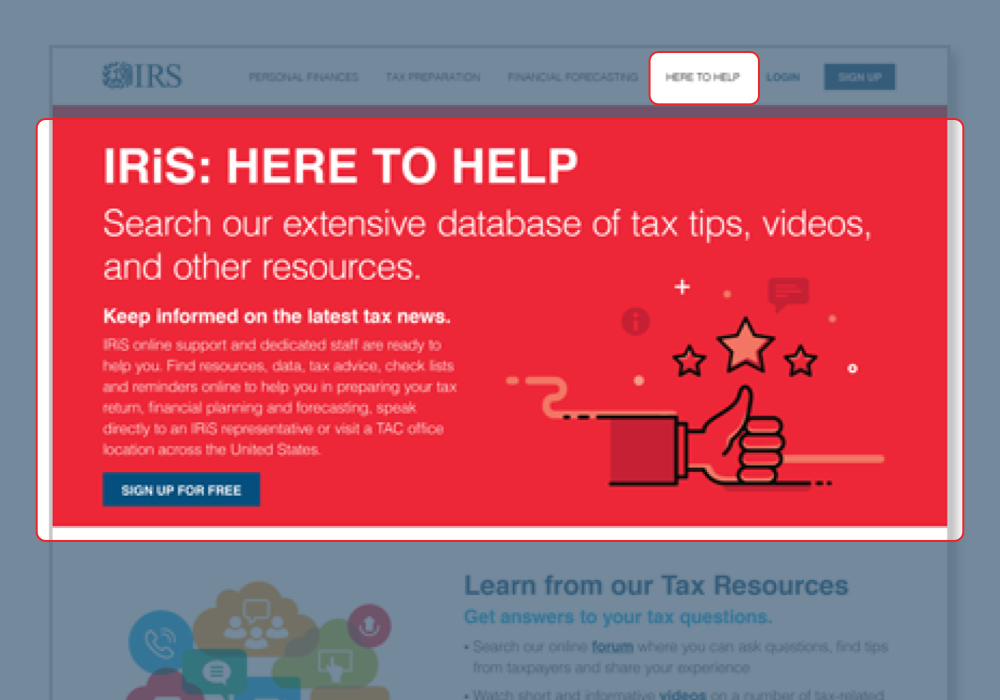 IRS
PERSONAL FINANCES TAX PREPARATION FINANCIAL FORECASTING HERE TO HELP LOGIN SIGN UP
IRiS: HERE TO HELP
Search our extensive database of tax tips, videos,
and other resources.
Keep informed on the latest tax news.
IRiS online support and dedicated staff are ready to
help you. Find resources, data, tax advice, check lists
and reminders online to help you in preparing your tax
return, financial planning and forecasting, speak
directly to an IRiS representative or visit a TAC office
location across the United States.
SIGN UP FOR FREE
Learn from our Tax Resources
Get answers to your tax questions.
• Search our online forum where you can ask questions, find tips
from taxpayers and share your experience
• Watch short and informative videos on a number of tax-related